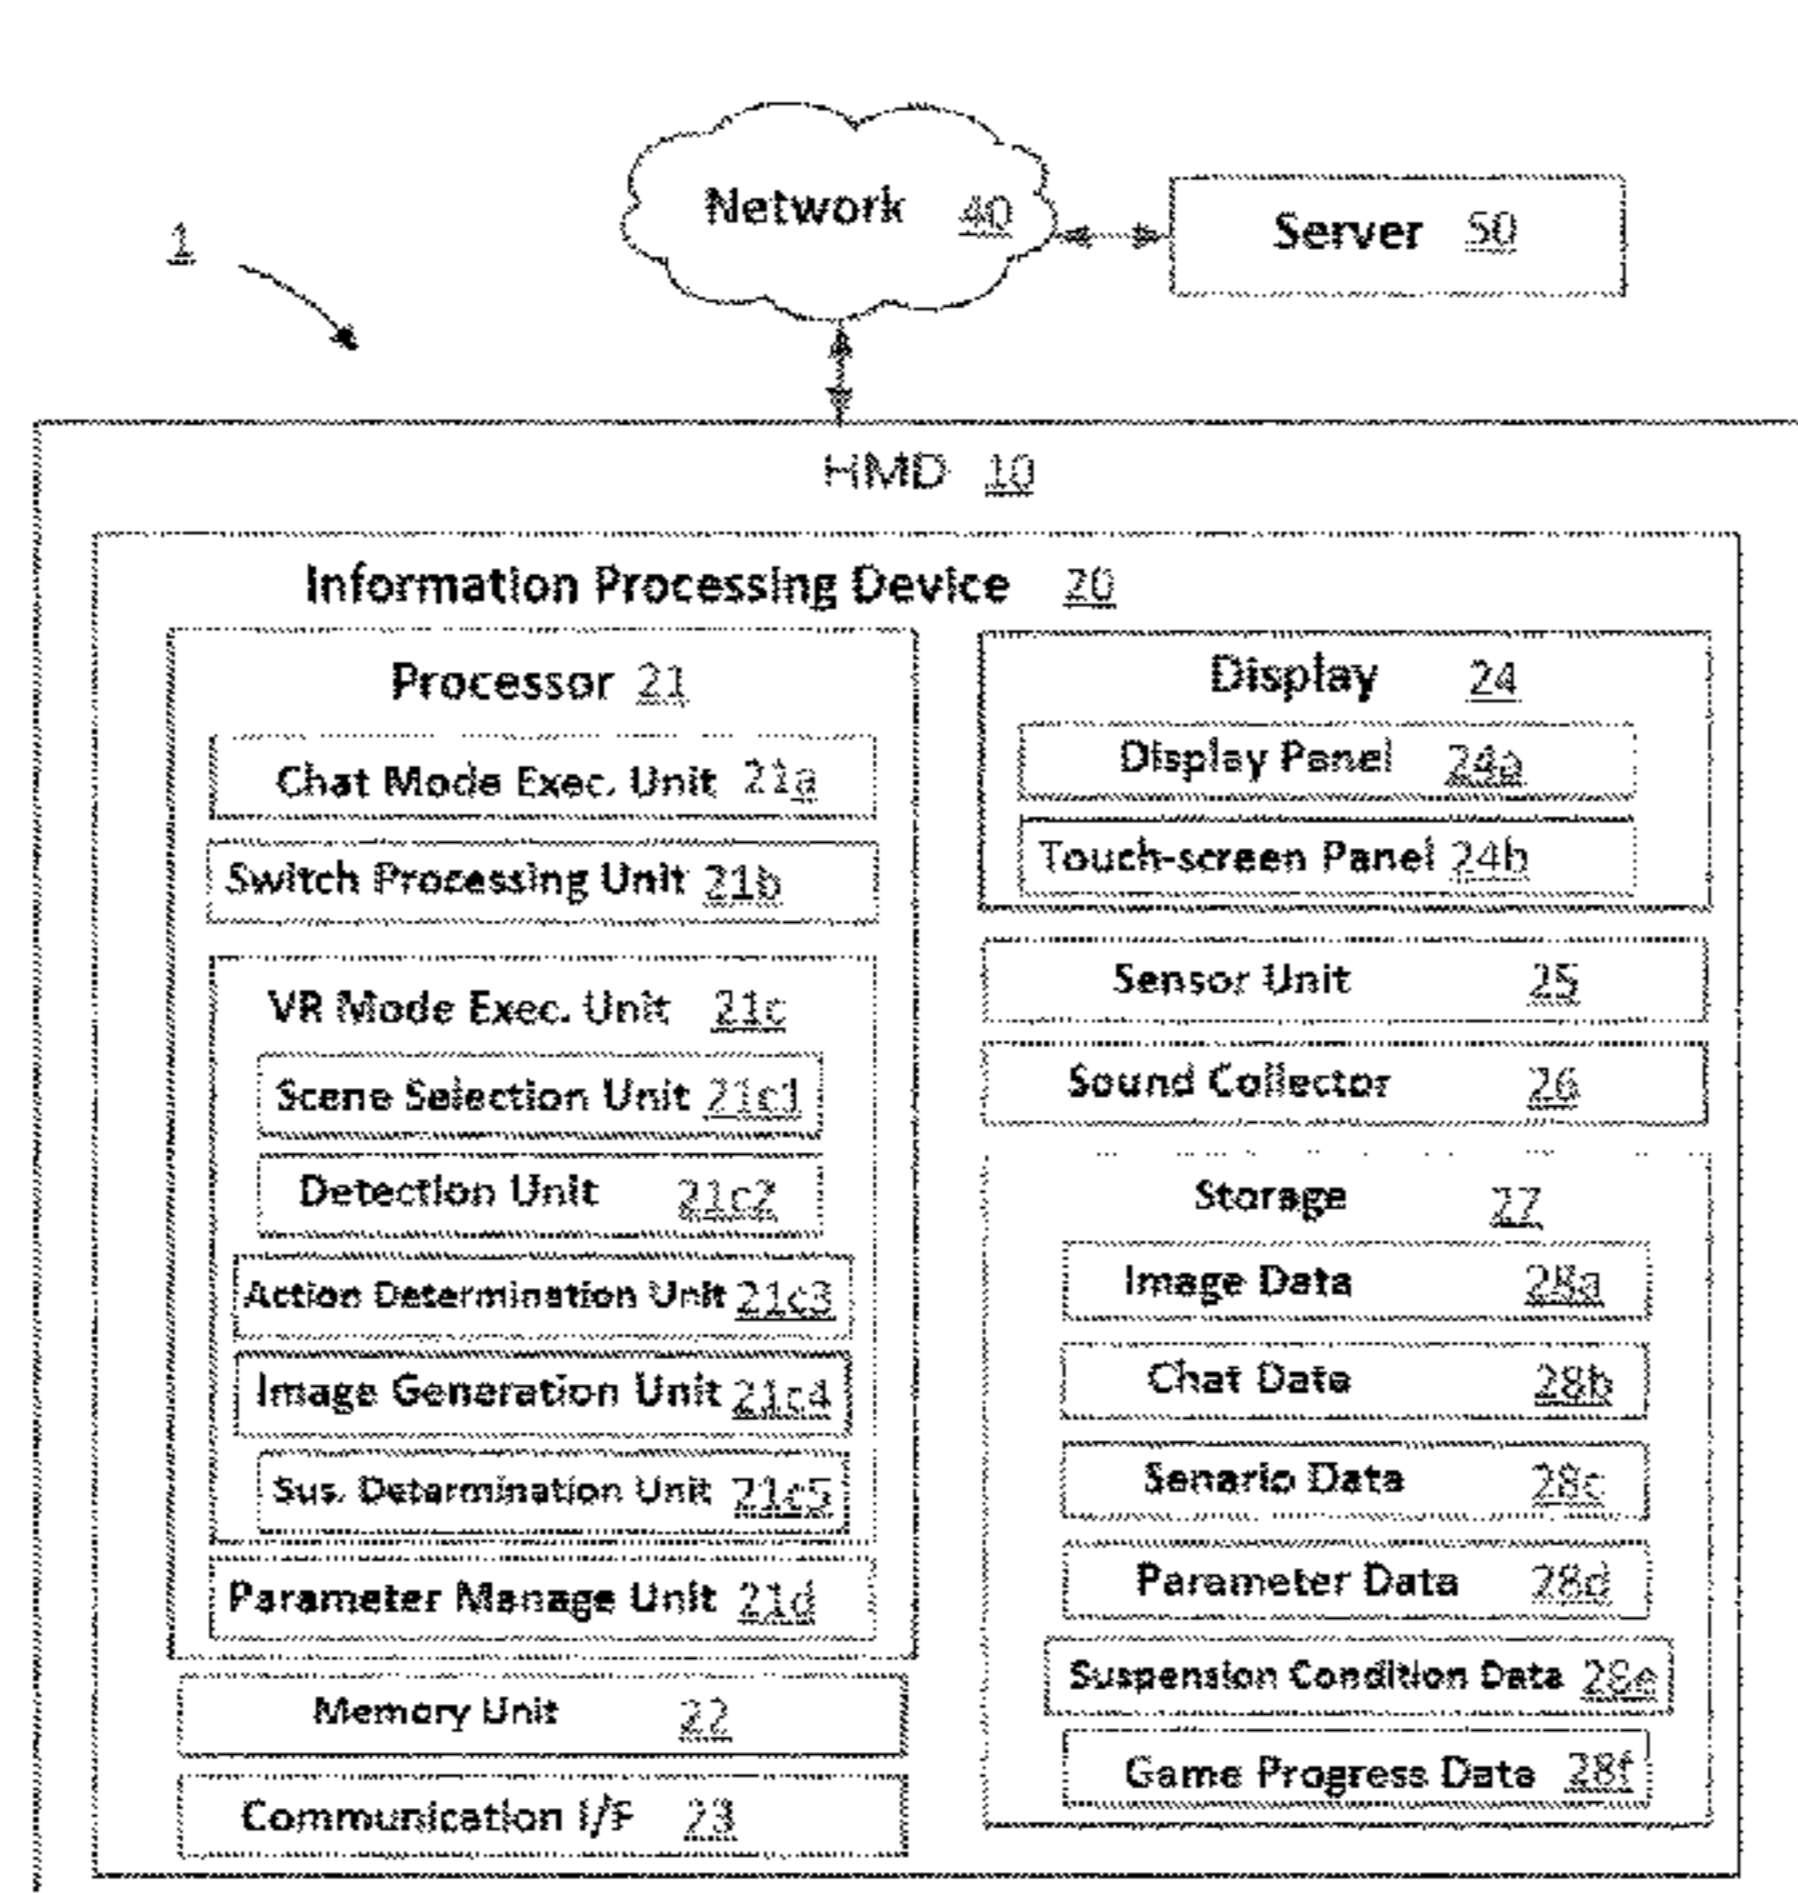 Network 40
Server 50
1
HMD 10
Information Processing Device 20
Processor 21
Chat Mode Exec. Unit 21a
Switch Processing Unit 21b
VR Mode Exec. Unit 21c
Scene Selection Unit 21c1
Detection Unit 21c2
Action Determination Unit 21c3
Image Generation Unit 21c4
Sus. Determination Unit 21c5
Parameter Manage Unit 21d
Memory Unit 22
Communication I/F 23
Display 24
Display Panel 24a
Touch-screen Panel 24b
Sensor Unit 25
Sound Collector 26
Storage 27
Image Data 28a
Chat Data 28b
Senario Data 28c
Parameter Data 28d
Suspension Condition Data 28e
Game Progress Data 28f